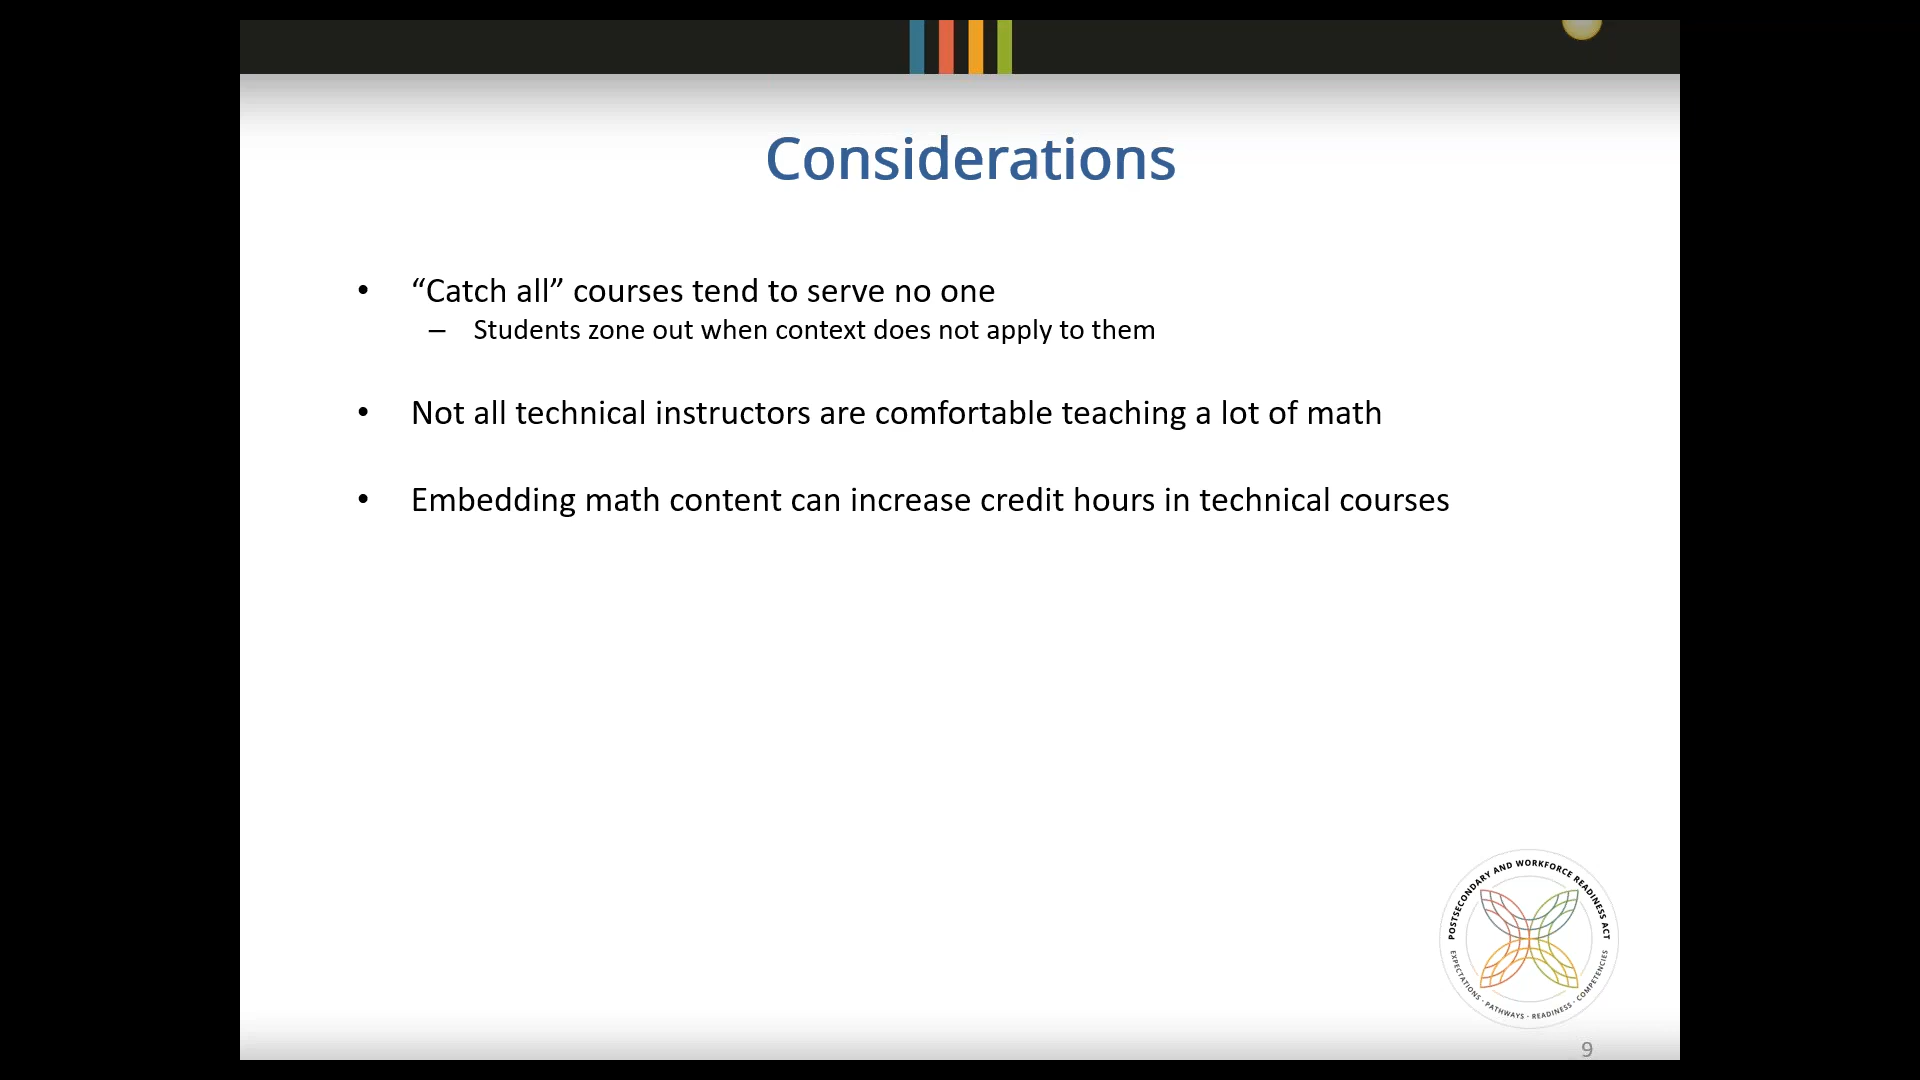 Considerations
• “Catch all” courses tend to serve no one
– Students zone out when context does not apply to them
• Not all technical instructors are comfortable teaching a lot of math
• Embedding math content can increase credit hours in technical courses
POSTSECONDARY AND WORKFORCE READINESS ACT
EXPECTATIONS · PATHWAYS · READINESS · COMPETENCIES
9